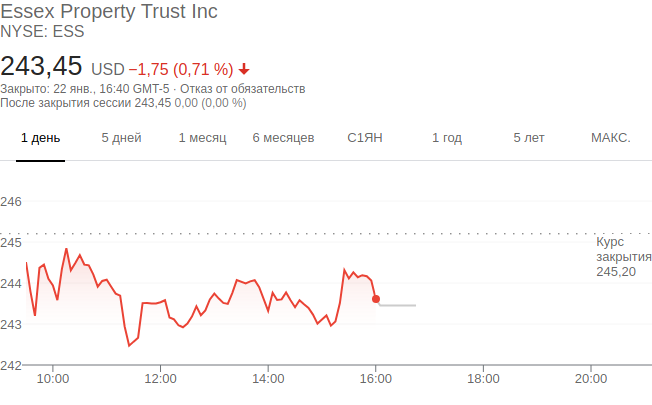 Essex Property Trust Inc
NYSE: ESS
243,45 USD −1,75 (0,71 %)
Закрыто: 22 янв., 16:40 GMT-5 · Отказ от обязательств
После закрытия сессии 243,45 0,00 (0,00 %)
1 день 5 дней 1 месяц 6 месяцев С1ЯН 1 год 5 лет МАКС.
246
245
244
243
242
Курс
закрытия
245,20
10:00 12:00 14:00 16:00 18:00 20:00